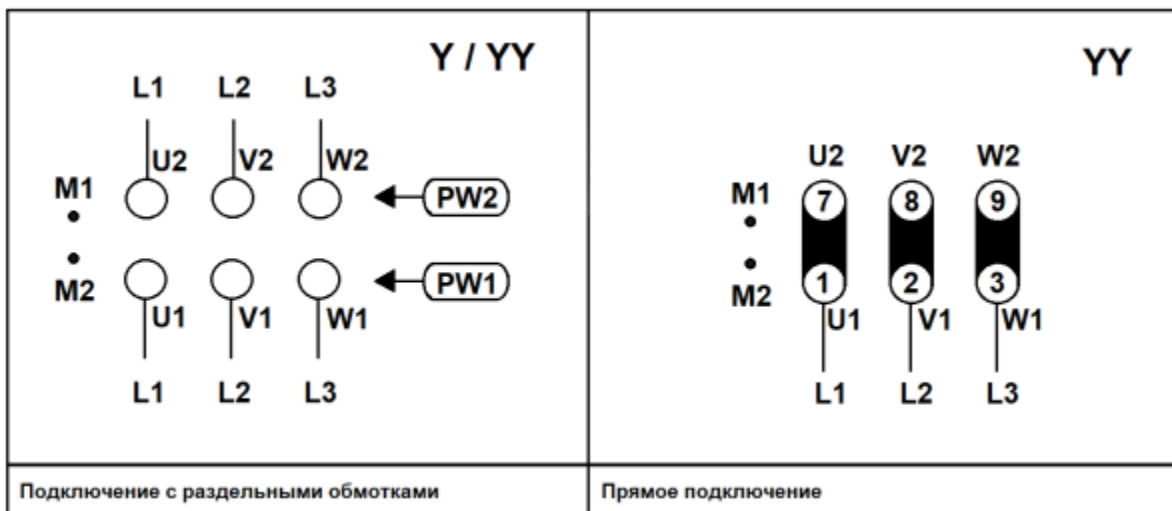 Y / YY
L1 L2 L3
U2 V2 W2
M1
PW2
M2
PW1
U1 V1 W1
L1 L2 L3
Подключение с раздельными обмотками
YY
U2 V2 W2
M1
7 8 9
M2
1 2 3
U1 V1 W1
L1 L2 L3
Прямое подключение